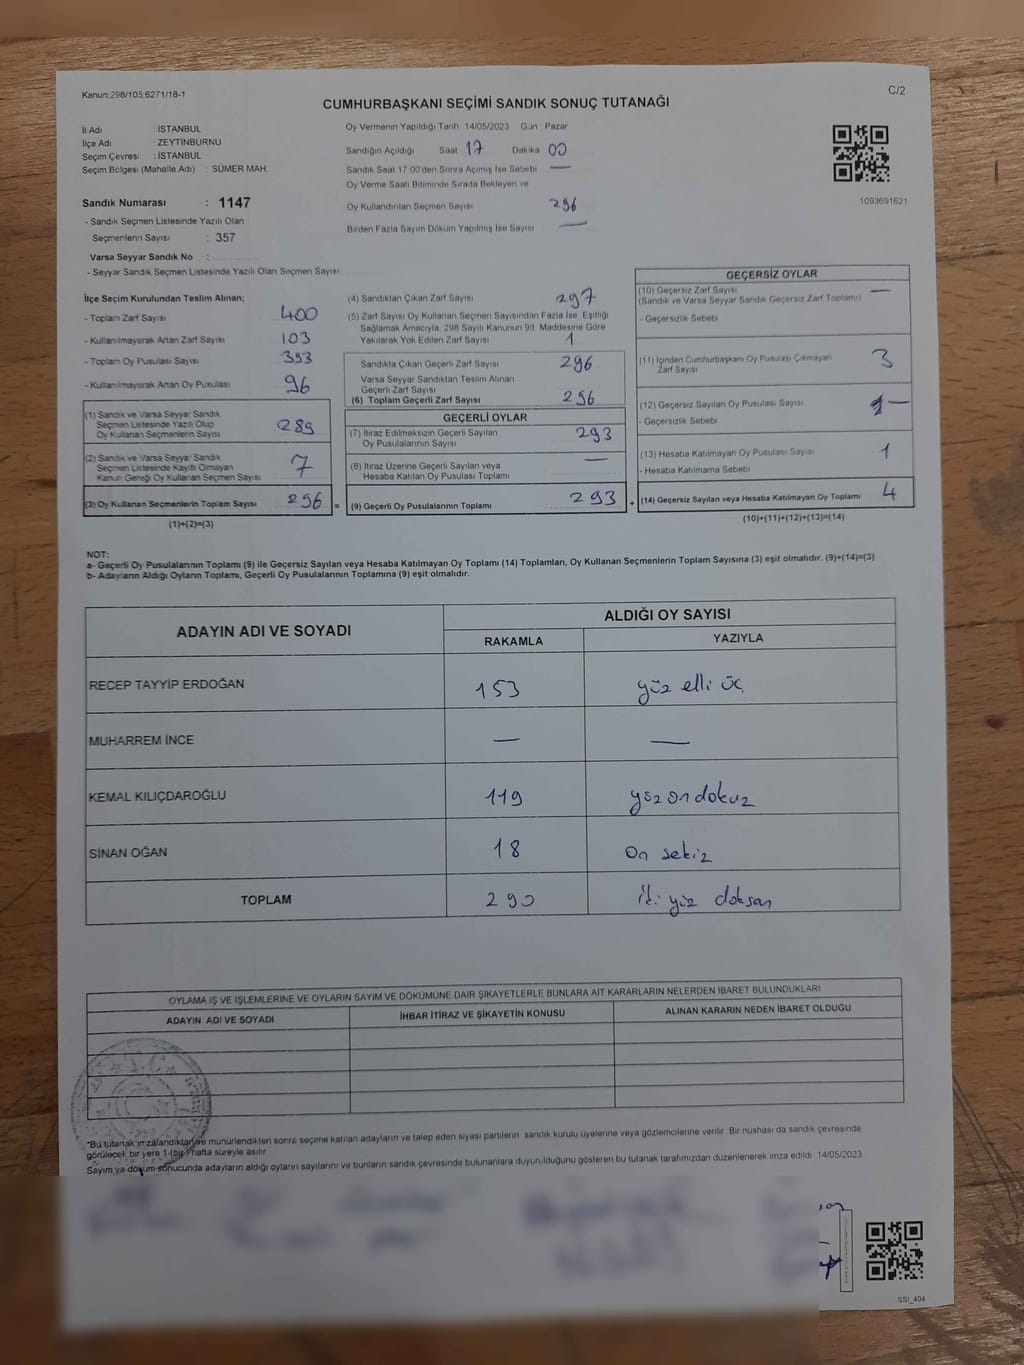 Kanun:298/105;6271/18-1
C/2
CUMHURBAŞKANI SEÇİMİ SANDIK SONUÇ TUTANAĞI
İl Adı : İSTANBUL
İlçe Adı : ZEYTİNBURNU
Seçim Çevresi : İSTANBUL
Seçim Bölgesi (Mahalle Adı) : SÜMER MAH.
Sandık Numarası : 1147
- Sandık Seçmen Listesinde Yazılı Olan
Seçmenlerin Sayısı : 357
Varsa Seyyar Sandık No :
- Seyyar Sandık Seçmen Listesinde Yazılı Olan Seçmen Sayısı
Oy Vermenin Yapıldığı Tarih :14/05/2023 Gün : Pazar
Sandığın Açıldığı Saat 17 Dakika 00
Sandık Saat 17:00'den Sonra Açımış İse Sebebi —
Oy Verme Saati Bitiminde Sırada Bekleyen ve
Oy Kullandırılan Seçmen Sayısı 296
Birden Fazla Sayım Döküm Yapılmış İse Sayısı —
1093691621
İlçe Seçim Kurulundan Teslim Alınan;
- Toplam Zarf Sayısı 400
- Kullanılmayarak Artan Zarf Sayısı 103
- Toplam Oy Pusulası Sayısı 393
- Kullanılmayarak Artan Oy Pusulası 96
(1) Sandık ve Varsa Seyyar Sandık
Seçmen Listesinde Yazılı Olup
Oy Kullanan Seçmenlerin Sayısı 289
(2) Sandık ve Varsa Seyyar Sandık
Seçmen Listesinde Kayıtlı Olmayan
Kanun Gereği Oy Kullanan Seçmen Sayısı 7
(3) Oy Kullanan Seçmenlerin Toplam Sayısı 296 =
(1)+(2)=(3)
(4) Sandıktan Çıkan Zarf Sayısı 297
(5) Zarf Sayısı Oy Kullanan Seçmen Sayısından Fazla İse, Eşitliği
Sağlamak Amacıyla, 298 Sayılı Kanunun 98. Maddesine Göre
Yakılarak Yok Edilen Zarf Sayısı 1
Sandıkta Çıkan Geçerli Zarf Sayısı 296
Varsa Seyyar Sandıktan Teslim Alınan
Geçerli Zarf Sayısı
(6) Toplam Geçerli Zarf Sayısı 296
GEÇERLİ OYLAR
(7) İtiraz Edilmeksizin Geçerli Sayılan
Oy Pusulalarının Sayısı 293
(8) İtiraz Üzerine Geçerli Sayılan veya
Hesaba Katılan Oy Pusulası Toplamı —
(9) Geçerli Oy Pusulalarının Toplamı 293 +
GEÇERSİZ OYLAR
(10) Geçersiz Zarf Sayısı —
(Sandık ve Varsa Seyyar Sandık Geçersiz Zarf Toplamı)
- Geçersizlik Sebebi
(11) İçinden Cumhurbaşkanı Oy Pusulası Çıkmayan
Zarf Sayısı 3
(12) Geçersiz Sayılan Oy Pusulası Sayısı —
- Geçersizlik Sebebi
(13) Hesaba Katılmayan Oy Pusulası Sayısı 1
- Hesaba Katılmama Sebebi
(14) Geçersiz Sayılan veya Hesaba Katılmayan Oy Toplamı 4
(10)+(11)+(12)+(13)=(14)
NOT:
a- Geçerli Oy Pusulalarının Toplamı (9) ile Geçersiz Sayılan veya Hesaba Katılmayan Oy Toplamı (14) Toplamları, Oy Kullanan Seçmenlerin Toplam Sayısına (3) eşit olmalıdır. (9)+(14)=(3)
b- Adayların Aldığı Oyların Toplamı, Geçerli Oy Pusulalarının Toplamına (9) eşit olmalıdır.
ADAYIN ADI VE SOYADI
ALDIĞI OY SAYISI
RAKAMLA YAZIYLA
RECEP TAYYİP ERDOĞAN 153 yüz elli üç
MUHARREM İNCE — —
KEMAL KILIÇDAROĞLU 119 yüz on dokuz
SİNAN OĞAN 18 On sekiz
TOPLAM 290 iki yüz doksan
OYLAMA İŞ VE İŞLEMLERİNE VE OYLARIN SAYIM VE DÖKÜMÜNE DAİR ŞİKAYETLERLE BUNLARA AİT KARARLARIN NELERDEN İBARET BULUNDUKLARI
ADAYIN ADI VE SOYADI İHBAR İTİRAZ VE ŞİKAYETİN KONUSU ALINAN KARARIN NEDEN İBARET OLDUĞU
T.C.
*Bu tutanak imzalandıktan ve mühürlendikten sonra seçime katılan adayların ve talep eden siyasi partilerin sandık kurulu üyelerine veya gözlemcilerine verilir. Bir nushası da sandık çevresinde
görülecek bir yere 1 (bir) hafta süreyle asılır.
Sayım ve döküm sonucunda adayların aldığı oyların sayılarını ve bunların sandık çevresinde bulunanlara duyurulduğunu gösteren bu tutanak tarafımızdan düzenlenerek imza edildi. 14/05/2023
SSI_404